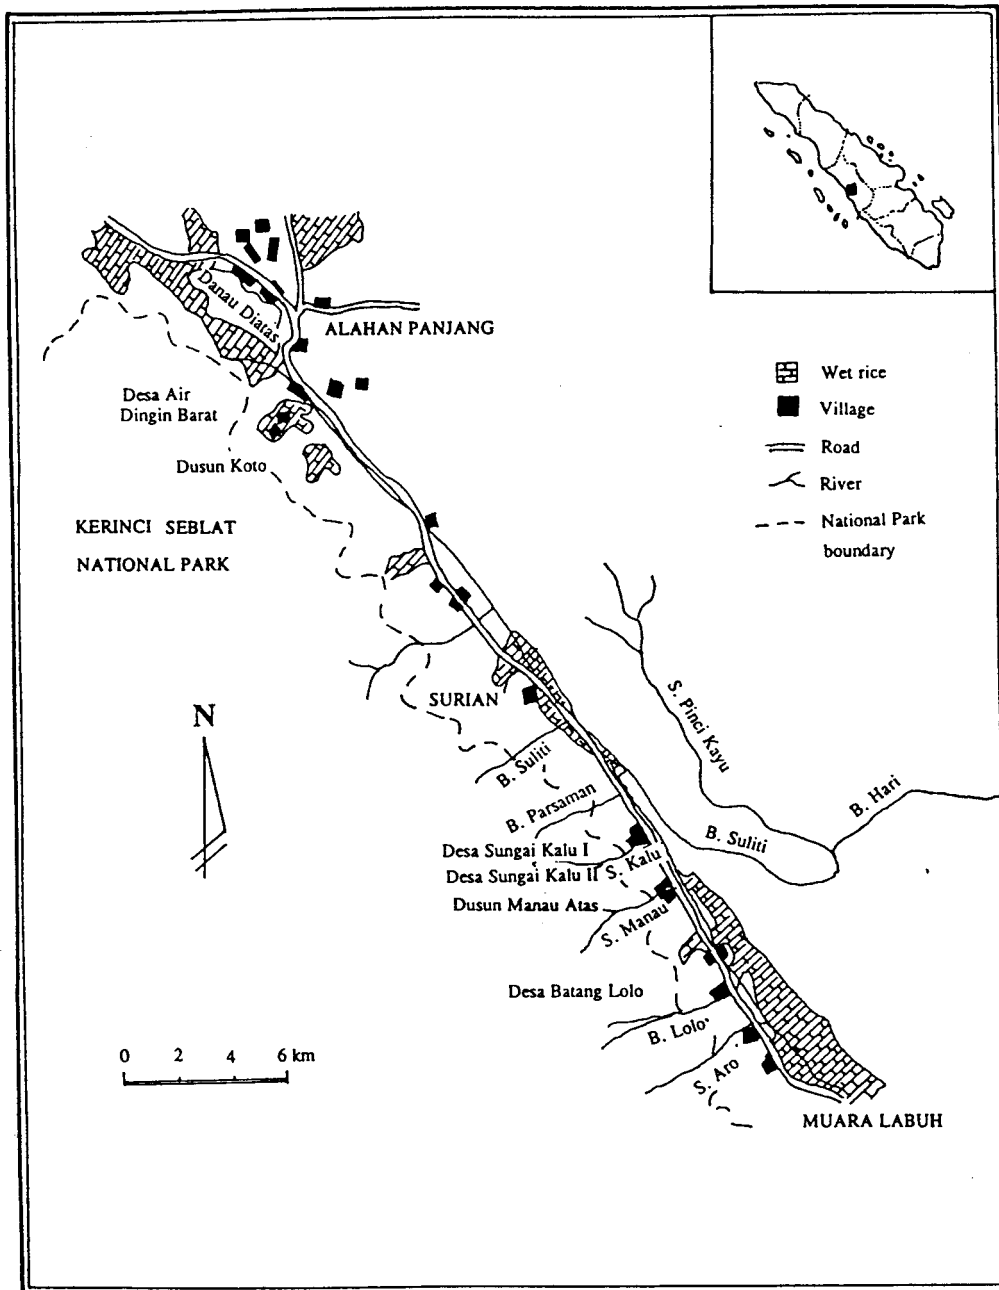 Danau Diatas
ALAHAN PANJANG
Wet rice
Village
Road
River
National Park
boundary
Desa Air
Dingin Barat
Dusun Koto
KERINCI SEBLAT
NATIONAL PARK
SURIAN
N
S. Pinci Kayu
B. Suliti
B. Hari
B. Parsaman
B. Suliti
Desa Sungai Kalu I
S. Kalu
Desa Sungai Kalu II
Dusun Manau Atas
S. Manau
Desa Batang Lolo
B. Lolo
S. Aro
0 2 4 6 km
MUARA LABUH